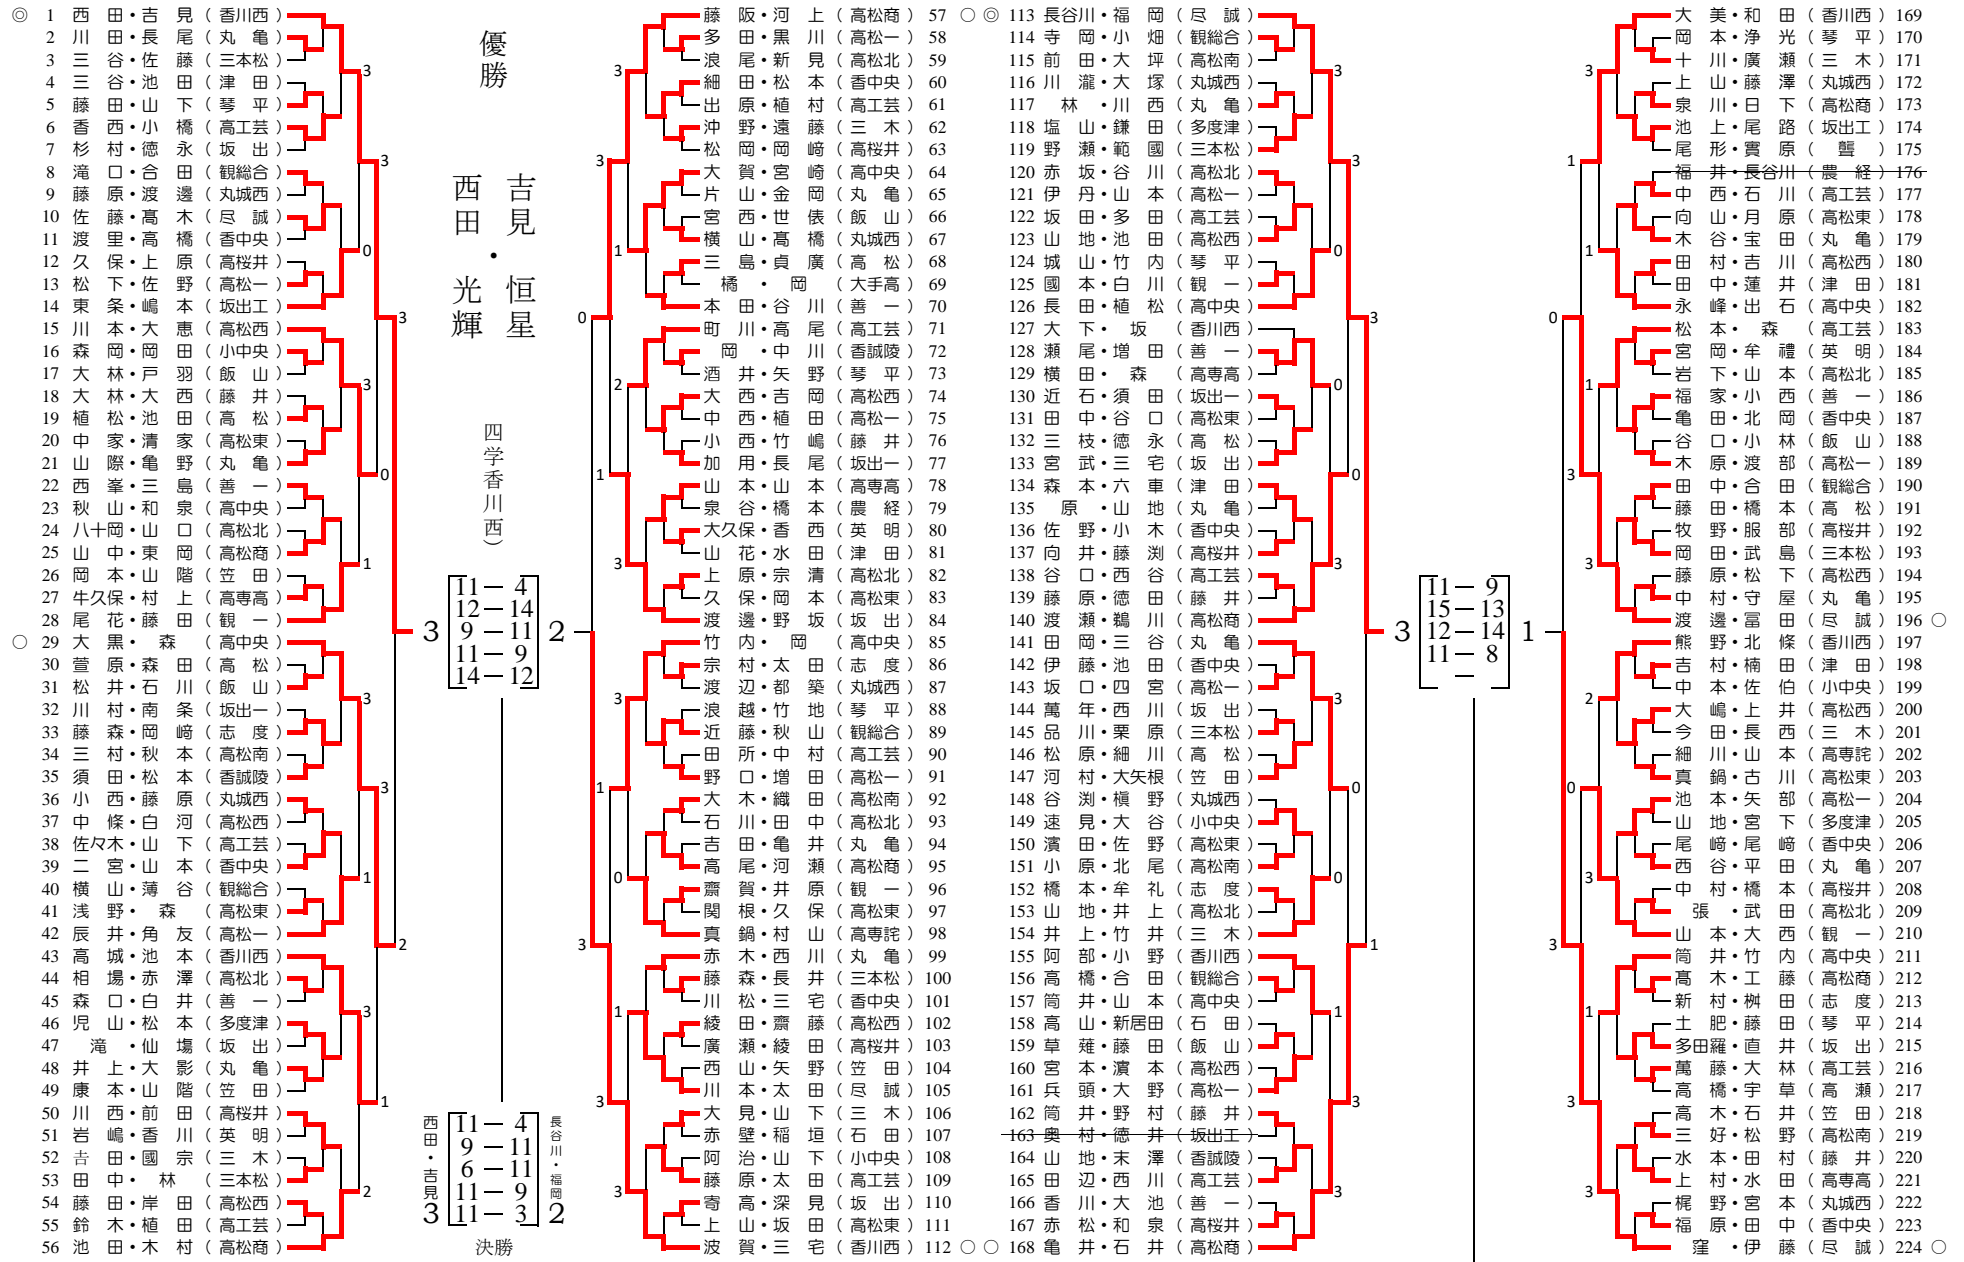 ◎ 1 西田・吉見（香川西）
2 川田・長尾（丸亀）
3 三谷・佐藤（三本松）
4 三谷・池田（津田）
5 藤田・山下（琴平）
6 香西・小橋（高工芸）
7 杉村・徳永（坂出）
8 滝口・合田（観総合）
9 藤原・渡邊（丸城西）
10 佐藤・髙木（尽誠）
11 渡里・高橋（香中央）
12 久保・上原（高桜井）
13 松下・佐野（高松一）
14 東条・嶋本（坂出工）
15 川本・大恵（高松西）
16 森岡・岡田（小中央）
17 大林・戸羽（飯山）
18 大林・大西（藤井）
19 植松・池田（高松）
20 中家・清家（高松東）
21 山際・亀野（丸亀）
22 西峯・三島（善一）
23 秋山・和泉（高中央）
24 八十岡・山口（高松北）
25 山中・東岡（高松商）
26 岡本・山階（笠田）
27 牛久保・村上（高専高）
28 尾花・藤田（観一）
○ 29 大黒・森（高中央）
30 萱原・森田（高松）
31 松井・石川（飯山）
32 川村・南条（坂出一）
33 藤森・岡﨑（志度）
34 三村・秋本（高松南）
35 須田・松本（香誠陵）
36 小西・藤原（丸城西）
37 中條・白河（高松西）
38 佐々木・山下（高工芸）
39 二宮・山本（香中央）
40 横山・薄谷（観総合）
41 浅野・森（高松東）
42 辰井・角友（高松一）
43 高城・池本（香川西）
44 相場・赤澤（高松北）
45 森口・白井（善一）
46 児山・松本（多度津）
47 滝・仙塲（坂出）
48 井上・大影（丸亀）
49 康本・山階（笠田）
50 川西・前田（高桜井）
51 岩嶋・香川（英明）
52 吉田・國宗（三木）
53 田中・林（三本松）
54 藤田・岸田（高松西）
55 鈴木・植田（高工芸）
56 池田・木村（高松商）
3
3
0
3
3
0
1
3
3
3
1
2
3
1
2
優勝
吉見　恒星
西田・光輝
四学香川西）
3
11－4
12－14
9－11
11－9
14－12
2
西田・吉見
3
11－4
9－11
6－11
11－9
11－3
長谷川・福岡
2
決勝
3
3
1
0
2
1
3
3
3
1
0
3
1
3
藤阪・河上（高松商）57 ○
多田・黒川（高松一）58
浪尾・新見（高松北）59
細田・松本（香中央）60
出原・植村（高工芸）61
沖野・遠藤（三木）62
松岡・岡﨑（高桜井）63
大賀・宮崎（高中央）64
片山・金岡（丸亀）65
宮西・世俵（飯山）66
横山・髙橋（丸城西）67
三島・貞廣（高松）68
橘・岡（大手高）69
本田・谷川（善一）70
町川・高尾（高工芸）71
岡・中川（香誠陵）72
酒井・矢野（琴平）73
大西・吉岡（高松西）74
中西・植田（高松一）75
小西・竹嶋（藤井）76
加用・長尾（坂出一）77
山本・山本（高専高）78
泉谷・橋本（農経）79
大久保・香西（英明）80
山花・水田（津田）81
上原・宗清（高松北）82
久保・岡本（高松東）83
渡邊・野坂（坂出）84
竹内・岡（高中央）85
宗村・太田（志度）86
渡辺・都築（丸城西）87
浪越・竹地（琴平）88
近藤・秋山（観総合）89
田所・中村（高工芸）90
野口・増田（高松一）91
大木・織田（高松南）92
石川・田中（高松北）93
吉田・亀井（丸亀）94
高尾・河瀬（高松商）95
齋賀・井原（観一）96
関根・久保（高松東）97
真鍋・村山（高専詫）98
赤木・西川（丸亀）99
藤森・長井（三本松）100
川松・三宅（香中央）101
綾田・齋藤（高松西）102
廣瀬・綾田（高桜井）103
西山・矢野（笠田）104
川本・太田（尽誠）105
大見・山下（三木）106
赤壁・稲垣（石田）107
阿治・山下（小中央）108
藤原・太田（高工芸）109
寄高・深見（坂出）110
上山・坂田（高松東）111
波賀・三宅（香川西）112 ○
◎ 113 長谷川・福岡（尽誠）
114 寺岡・小畑（観総合）
115 前田・大坪（高松南）
116 川瀧・大塚（丸城西）
117 林・川西（丸亀）
118 塩山・鎌田（多度津）
119 野瀬・範國（三本松）
120 赤坂・谷川（高松北）
121 伊丹・山本（高松一）
122 坂田・多田（高工芸）
123 山地・池田（高松西）
124 城山・竹内（琴平）
125 國本・白川（観一）
126 長田・植松（高中央）
127 大下・坂（香川西）
128 瀬尾・増田（善一）
129 横田・森（高専高）
130 近石・須田（坂出一）
131 田中・谷口（高松東）
132 三枝・徳永（高松）
133 宮武・三宅（坂出）
134 森本・六車（津田）
135 原・山地（丸亀）
136 佐野・小木（香中央）
137 向井・藤渕（高桜井）
138 谷口・西谷（高工芸）
139 藤原・徳田（藤井）
140 渡瀬・鵜川（高松商）
141 田岡・三谷（丸亀）
142 伊藤・池田（香中央）
143 坂口・四宮（高松一）
144 萬年・西川（坂出）
145 品川・栗原（三本松）
146 松原・細川（高松）
147 河村・大矢根（笠田）
148 谷渕・槇野（丸城西）
149 速見・大谷（小中央）
150 濱田・佐野（高松東）
151 小原・北尾（高松南）
152 橋本・牟礼（志度）
153 山地・井上（高松北）
154 井上・竹井（三木）
155 阿部・小野（香川西）
156 高橋・合田（観総合）
157 筒井・山本（高中央）
158 高山・新居田（石田）
159 草薙・藤田（飯山）
160 宮本・濵本（高松西）
161 兵頭・大野（高松一）
162 筒井・野村（藤井）
163 奥村・徳井（坂出工）
164 山地・末澤（香誠陵）
165 田辺・西川（高工芸）
166 香川・大池（善一）
167 赤松・和泉（高桜井）
○ 168 亀井・石井（高松商）
3
3
0
3
0
0
3
3
0
0
1
3
3
3
11－9
15－13
12－14
11－8
－
1
3
1
1
0
1
3
3
2
0
3
3
1
3
3
大美・和田（香川西）169
岡本・浄光（琴平）170
十川・廣瀬（三木）171
上山・藤澤（丸城西）172
泉川・日下（高松商）173
池上・尾路（坂出工）174
尾形・實原（聾）175
福井・長谷川（農経）176
中西・石川（高工芸）177
向山・月原（高松東）178
木谷・宝田（丸亀）179
田村・吉川（高松西）180
田中・蓮井（津田）181
永峰・出石（高中央）182
松本・森（高工芸）183
宮岡・牟禮（英明）184
岩下・山本（高松北）185
福家・小西（善一）186
亀田・北岡（香中央）187
谷口・小林（飯山）188
木原・渡部（高松一）189
田中・合田（観総合）190
藤田・橋本（高松）191
牧野・服部（高桜井）192
岡田・武島（三本松）193
藤原・松下（高松西）194
中村・守屋（丸亀）195
渡邊・冨田（尽誠）196 ○
熊野・北條（香川西）197
吉村・楠田（津田）198
中本・佐伯（小中央）199
大嶋・上井（高松西）200
今田・長西（三木）201
細川・山本（高専詫）202
真鍋・古川（高松東）203
池本・矢部（高松一）204
山地・宮下（多度津）205
尾﨑・尾﨑（香中央）206
西谷・平田（丸亀）207
中村・橋本（高桜井）208
張・武田（高松北）209
山本・大西（観一）210
筒井・竹内（高中央）211
髙木・工藤（高松商）212
新村・桝田（志度）213
土肥・藤田（琴平）214
多田羅・直井（坂出）215
萬藤・大林（高工芸）216
高橋・宇草（高瀬）217
高木・石井（笠田）218
三好・松野（高松南）219
水本・田村（藤井）220
上村・水田（高専高）221
梶野・宮本（丸城西）222
福原・田中（香中央）223
窪・伊藤（尽誠）224 ○